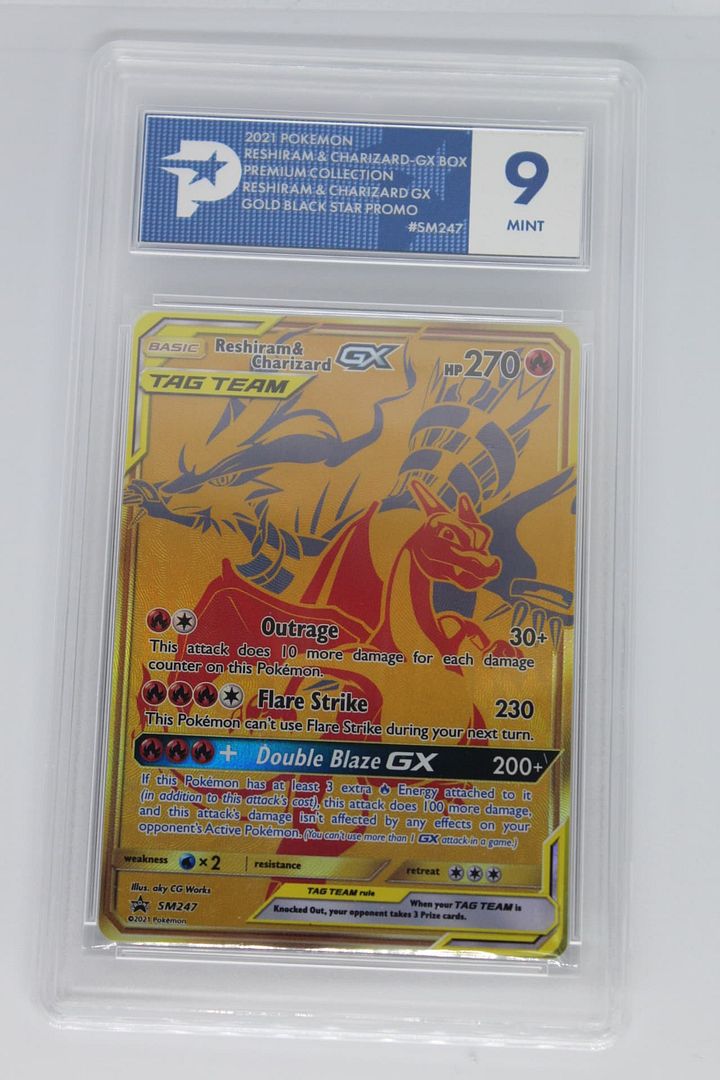 2021 POKEMON
RESHIRAM & CHARIZARD-GX BOX
PREMIUM COLLECTION
RESHIRAM & CHARIZARD GX
GOLD BLACK STAR PROMO
#SM247
9
MINT
BASIC
Reshiram&
Charizard GX
HP270
TAG TEAM
Outrage 30+
This attack does 10 more damage for each damage
counter on this Pokémon.
Flare Strike 230
This Pokémon can't use Flare Strike during your next turn.
+ Double Blaze GX 200+
If this Pokémon has at least 3 extra Energy attached to it
(in addition to this attack's cost), this attack does 100 more damage,
and this attack's damage isn't affected by any effects on your
opponent's Active Pokémon. (You can't use more than 1 GX attack in a game.)
weakness ×2 resistance retreat
Illus. aky CG Works
SM247
©2021 Pokémon
TAG TEAM rule
When your TAG TEAM is
Knocked Out, your opponent takes 3 Prize cards.